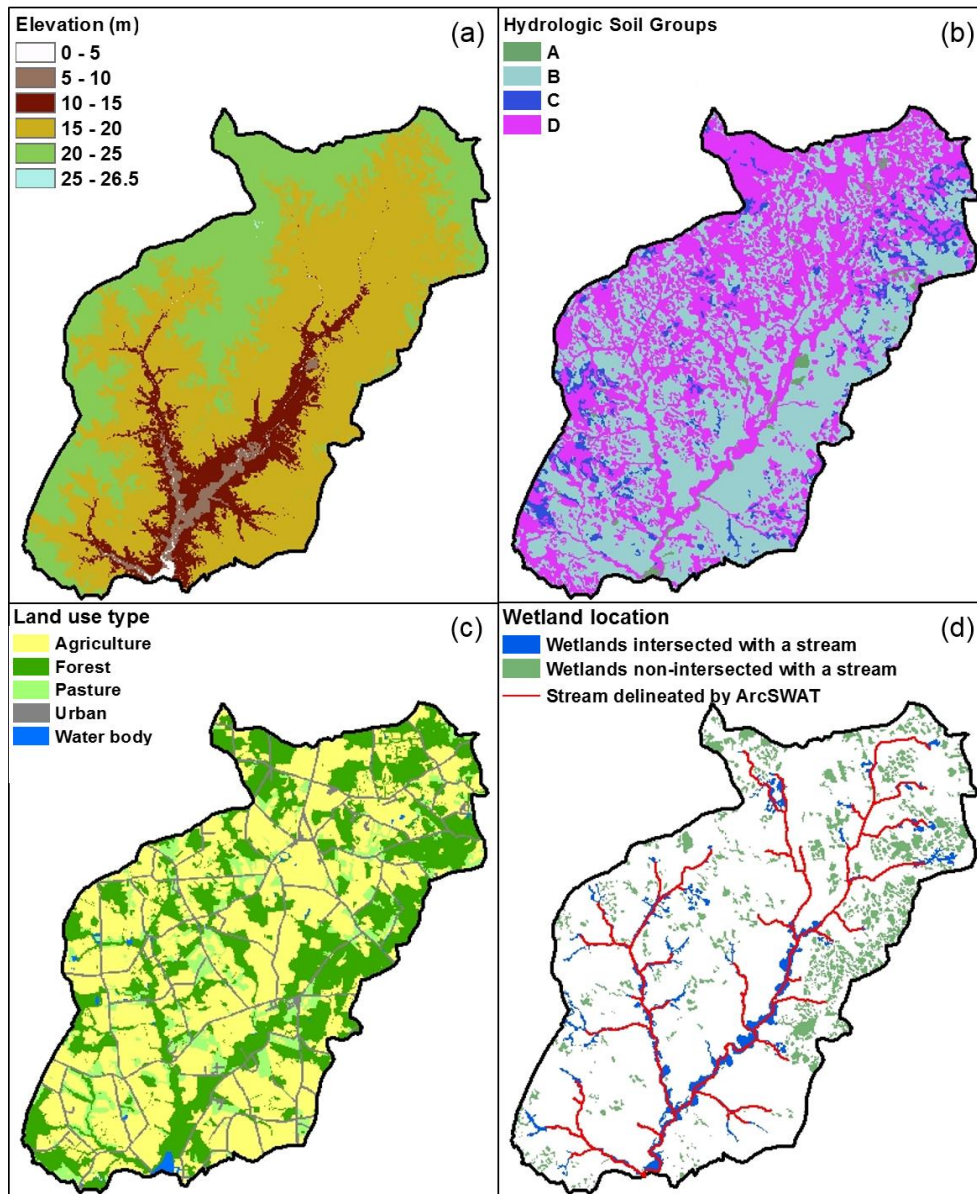 Elevation (m)
(a)
0 - 5
5 - 10
10 - 15
15 - 20
20 - 25
25 - 26.5
Hydrologic Soil Groups
(b)
A
B
C
D
Land use type
(c)
Agriculture
Forest
Pasture
Urban
Water body
Wetland location
(d)
Wetlands intersected with a stream
Wetlands non-intersected with a stream
Stream delineated by ArcSWAT